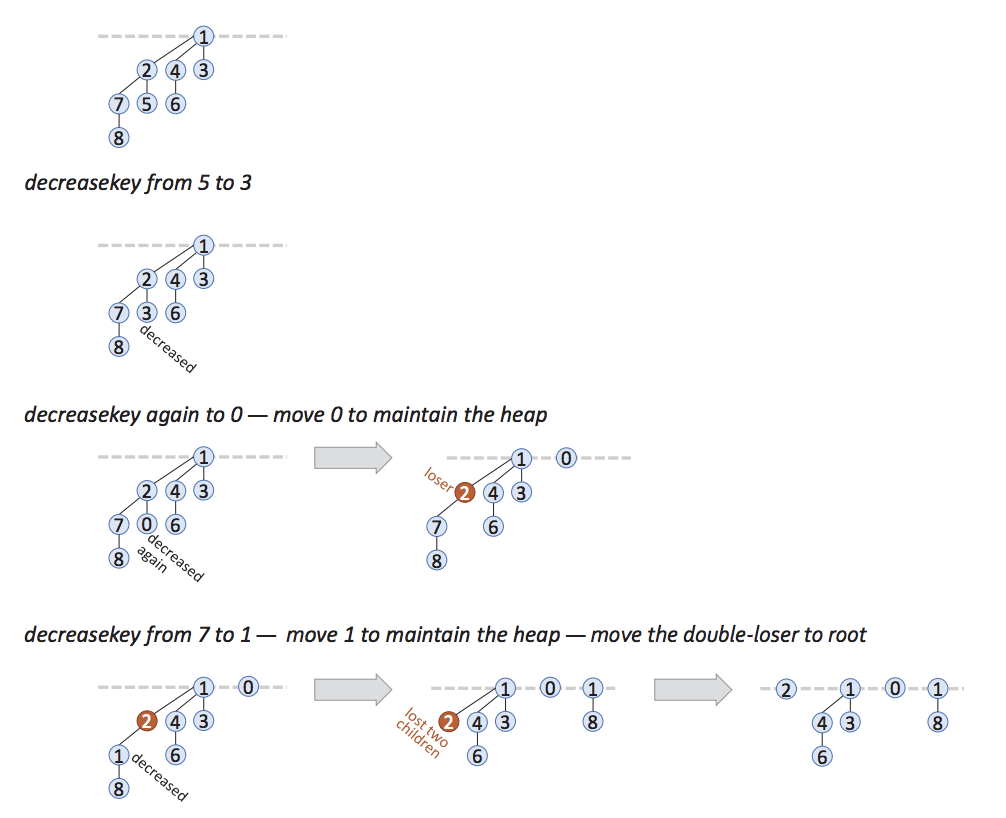 1
2 4 3
7 5 6
8
decreasekey from 5 to 3
1
2 4 3
7 3 6
8
decreased
decreasekey again to 0 — move 0 to maintain the heap
1
2 4 3
7 0 6
8
decreased
again
1 0
loser
2 4 3
7 6
8
decreasekey from 7 to 1 — move 1 to maintain the heap — move the double-loser to root
1 0
2 4 3
1 6
8
decreased
1 0 1
2 4 3 8
6
lost two
children
2 1 0 1
4 3 8
6